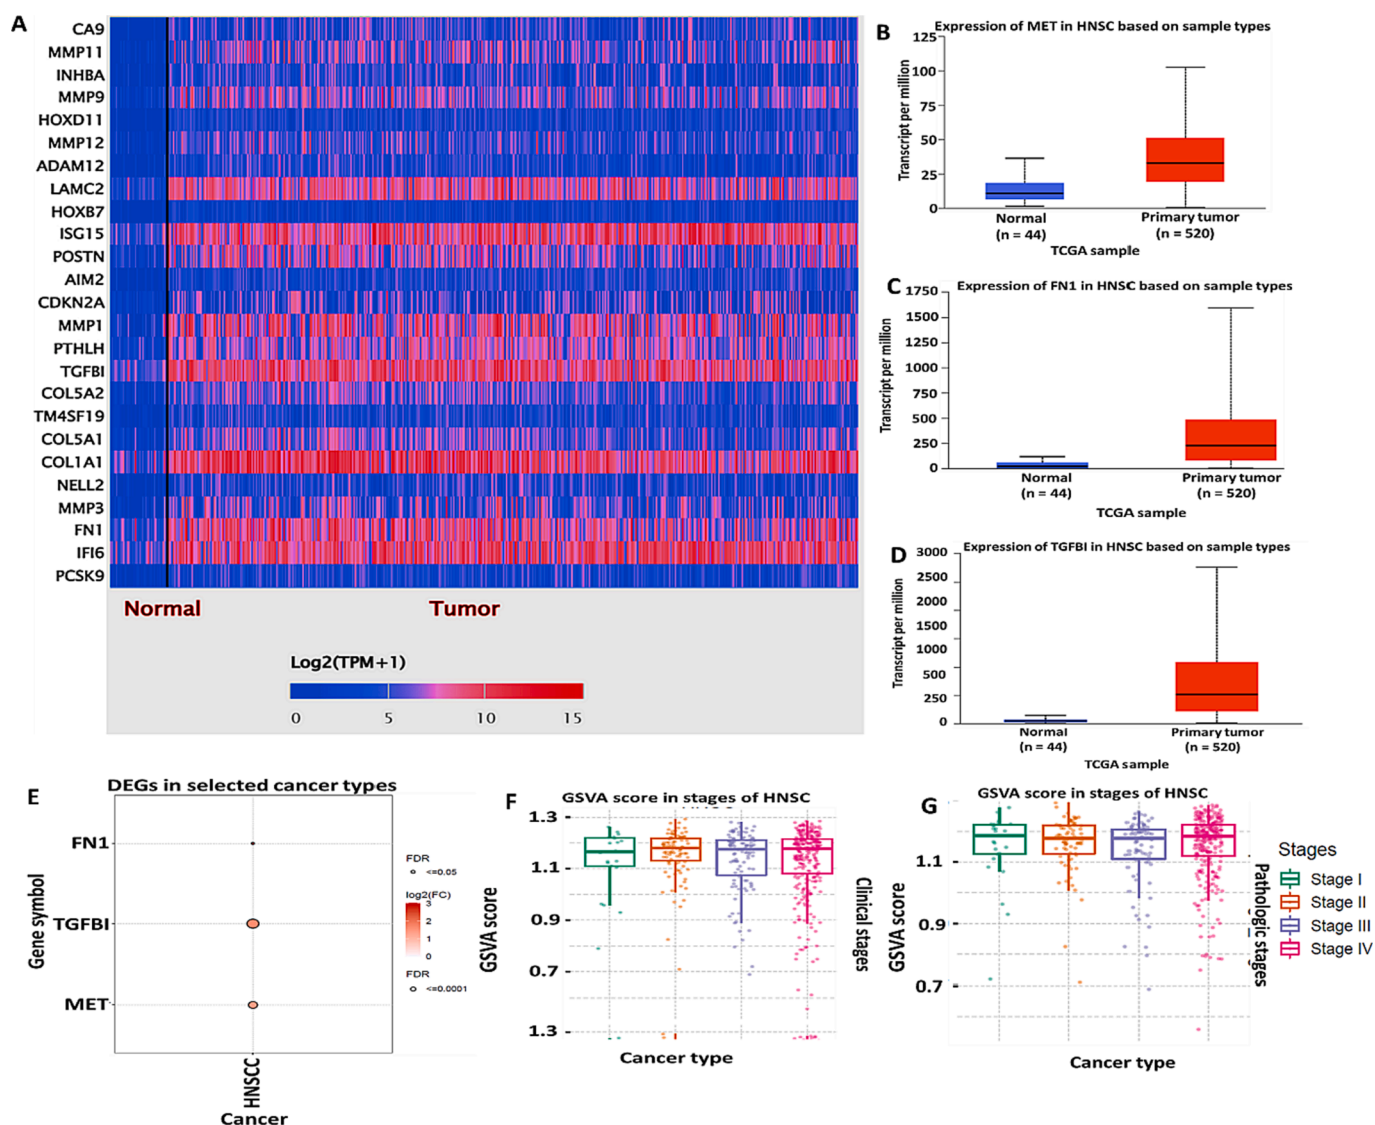 A
CA9
MMP11
INHBA
MMP9
HOXD11
MMP12
ADAM12
LAMC2
HOXB7
ISG15
POSTN
AIM2
CDKN2A
MMP1
PTHLH
TGFBI
COL5A2
TM4SF19
COL5A1
COL1A1
NELL2
MMP3
FN1
IFI6
PCSK9
Normal Tumor
Log2(TPM+1)
0 5 10 15
B
Expression of MET in HNSC based on sample types
Transcript per million
125
100
75
50
25
0
Normal
(n = 44)
Primary tumor
(n = 520)
TCGA sample
C
Expression of FN1 in HNSC based on sample types
Transcript per million
1750
1500
1250
1000
750
500
250
0
Normal
(n = 44)
Primary tumor
(n = 520)
TCGA sample
D
Expression of TGFBI in HNSC based on sample types
Transcript per million
3000
2500
2000
1500
1000
500
250
0
Normal
(n = 44)
Primary tumor
(n = 520)
TCGA sample
E
DEGs in selected cancer types
Gene symbol
FN1
TGFBI
MET
HNSCC
Cancer
FDR
<=0.05
log2(FC)
3
2
1
0
FDR
<=0.0001
F
GSVA score in stages of HNSC
GSVA score
1.3
1.1
0.9
0.7
1.3
Cancer type
Clinical stages
G
GSVA score in stages of HNSC
GSVA score
1.1
0.9
0.7
Cancer type
Pathologic stages
Stages
Stage I
Stage II
Stage III
Stage IV